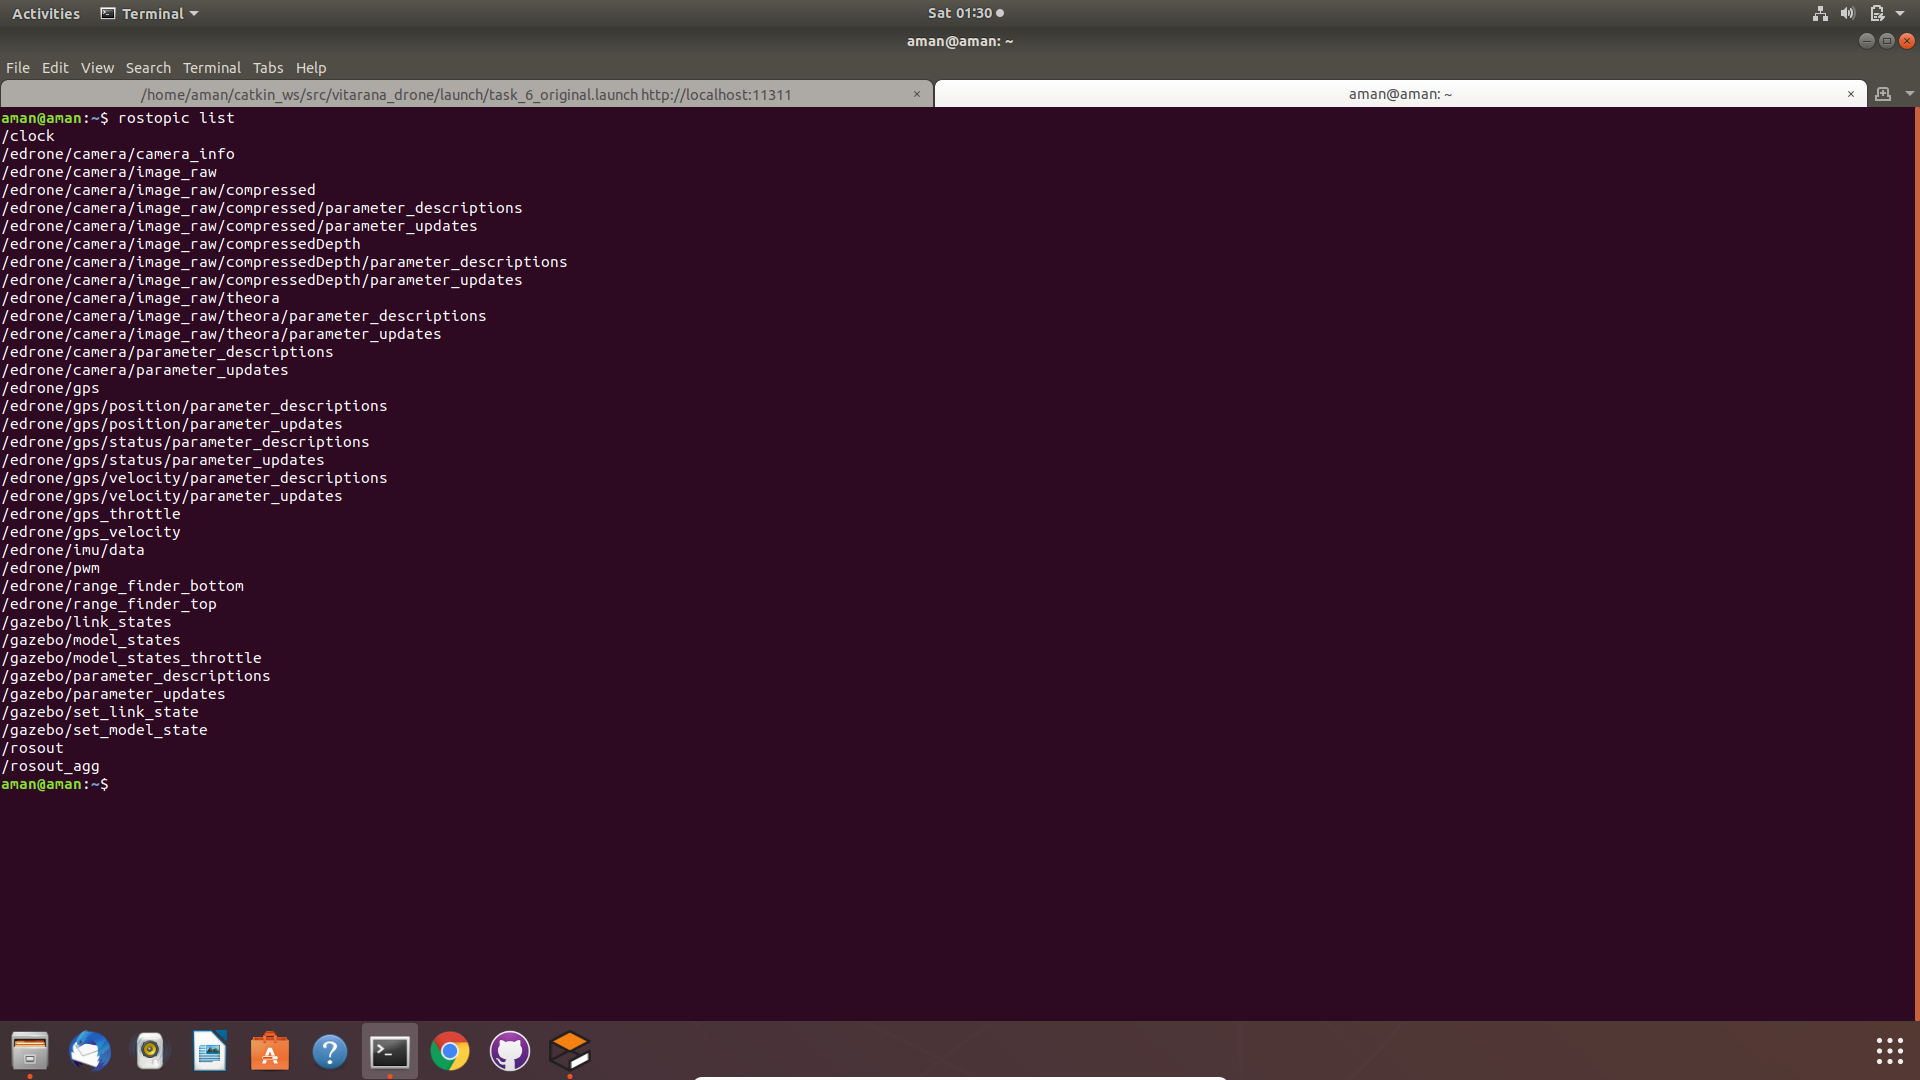 Activities Terminal Sat 01:30
aman@aman: ~
File Edit View Search Terminal Tabs Help
/home/aman/catkin_ws/src/vitarana_drone/launch/task_6_original.launch http://localhost:11311 × aman@aman: ~ ×
aman@aman:~$ rostopic list
/clock
/edrone/camera/camera_info
/edrone/camera/image_raw
/edrone/camera/image_raw/compressed
/edrone/camera/image_raw/compressed/parameter_descriptions
/edrone/camera/image_raw/compressed/parameter_updates
/edrone/camera/image_raw/compressedDepth
/edrone/camera/image_raw/compressedDepth/parameter_descriptions
/edrone/camera/image_raw/compressedDepth/parameter_updates
/edrone/camera/image_raw/theora
/edrone/camera/image_raw/theora/parameter_descriptions
/edrone/camera/image_raw/theora/parameter_updates
/edrone/camera/parameter_descriptions
/edrone/camera/parameter_updates
/edrone/gps
/edrone/gps/position/parameter_descriptions
/edrone/gps/position/parameter_updates
/edrone/gps/status/parameter_descriptions
/edrone/gps/status/parameter_updates
/edrone/gps/velocity/parameter_descriptions
/edrone/gps/velocity/parameter_updates
/edrone/gps_throttle
/edrone/gps_velocity
/edrone/imu/data
/edrone/pwm
/edrone/range_finder_bottom
/edrone/range_finder_top
/gazebo/link_states
/gazebo/model_states
/gazebo/model_states_throttle
/gazebo/parameter_descriptions
/gazebo/parameter_updates
/gazebo/set_link_state
/gazebo/set_model_state
/rosout
/rosout_agg
aman@aman:~$